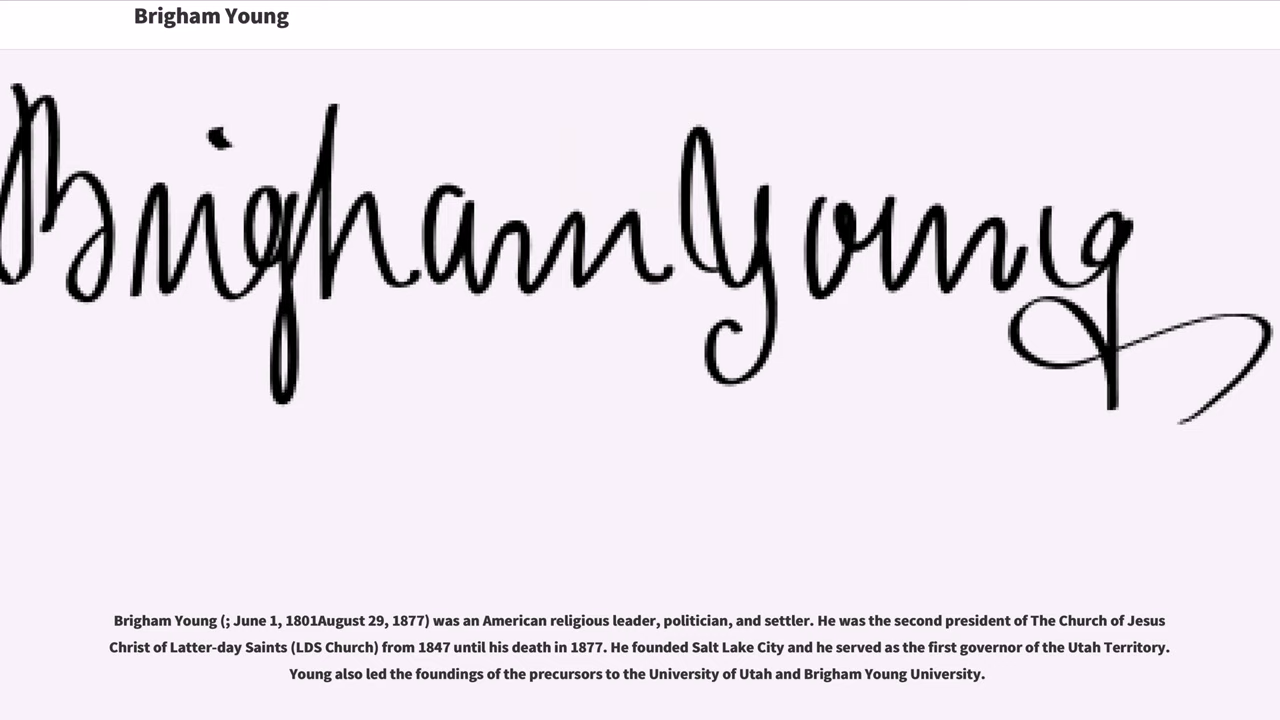 Brigham Young
Brigham Young
Brigham Young (; June 1, 1801August 29, 1877) was an American religious leader, politician, and settler. He was the second president of The Church of Jesus
Christ of Latter-day Saints (LDS Church) from 1847 until his death in 1877. He founded Salt Lake City and he served as the first governor of the Utah Territory.
Young also led the foundings of the precursors to the University of Utah and Brigham Young University.